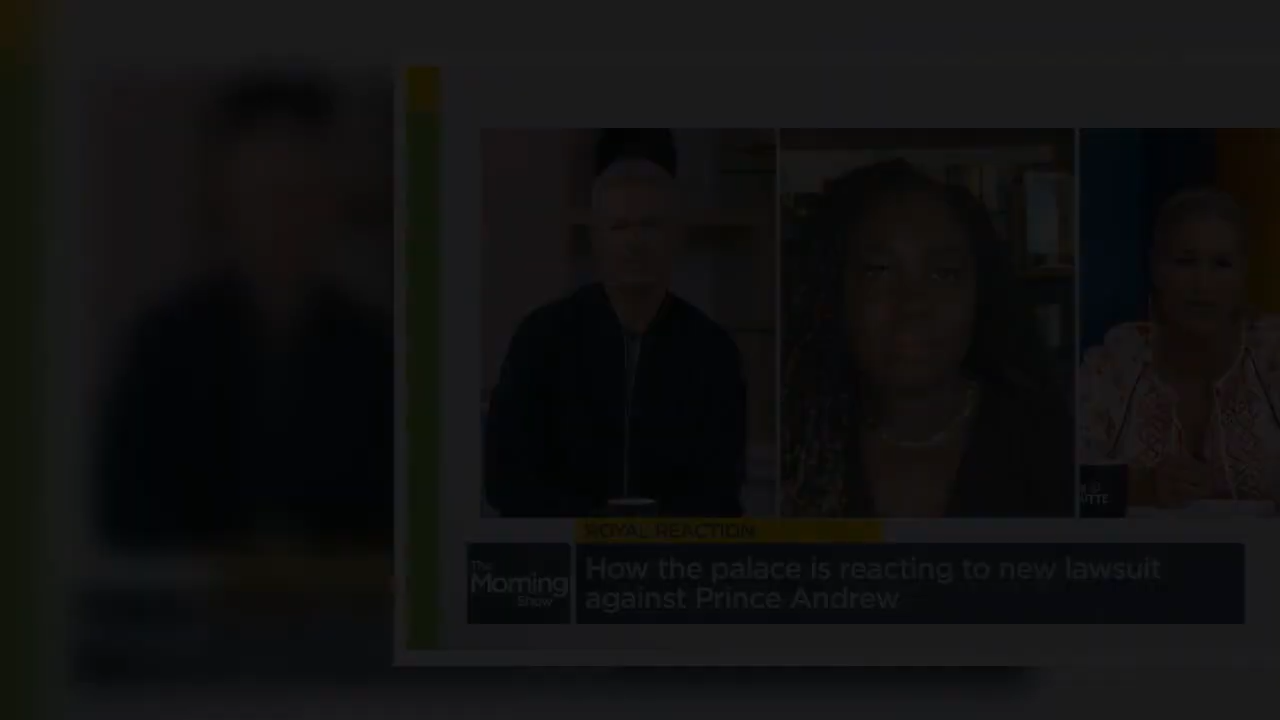 ROYAL REACTION
The
Morning
Show
How the palace is reacting to new lawsuit
against Prince Andrew